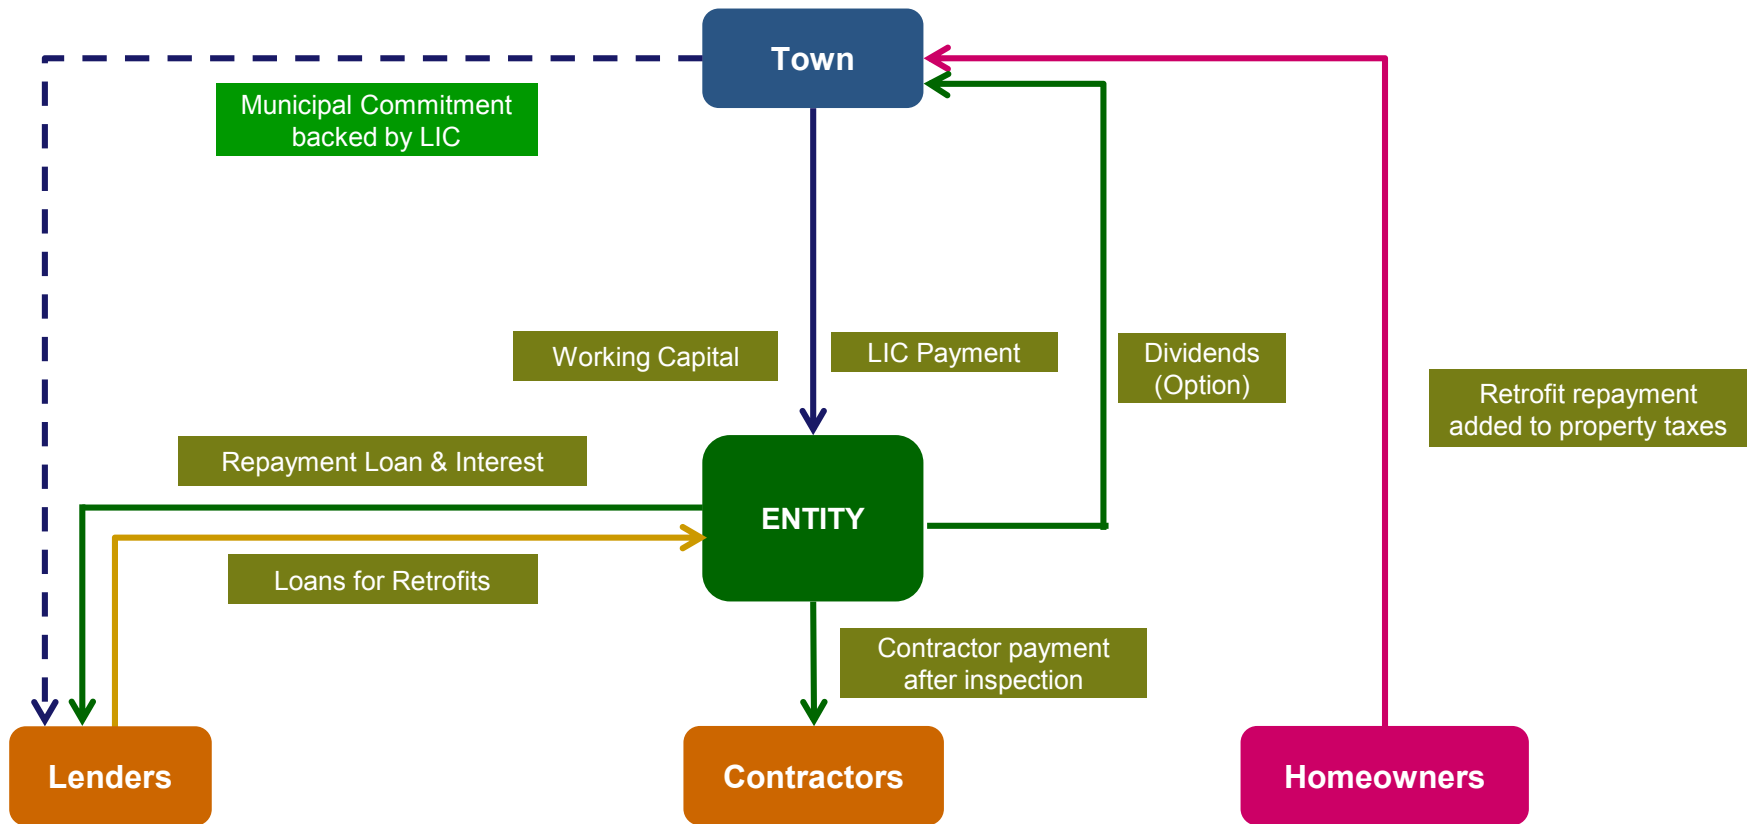 Town
Municipal Commitment
backed by LIC
Working Capital
LIC Payment
Dividends
(Option)
Retrofit repayment
added to property taxes
Repayment Loan & Interest
ENTITY
Loans for Retrofits
Contractor payment
after inspection
Lenders
Contractors
Homeowners